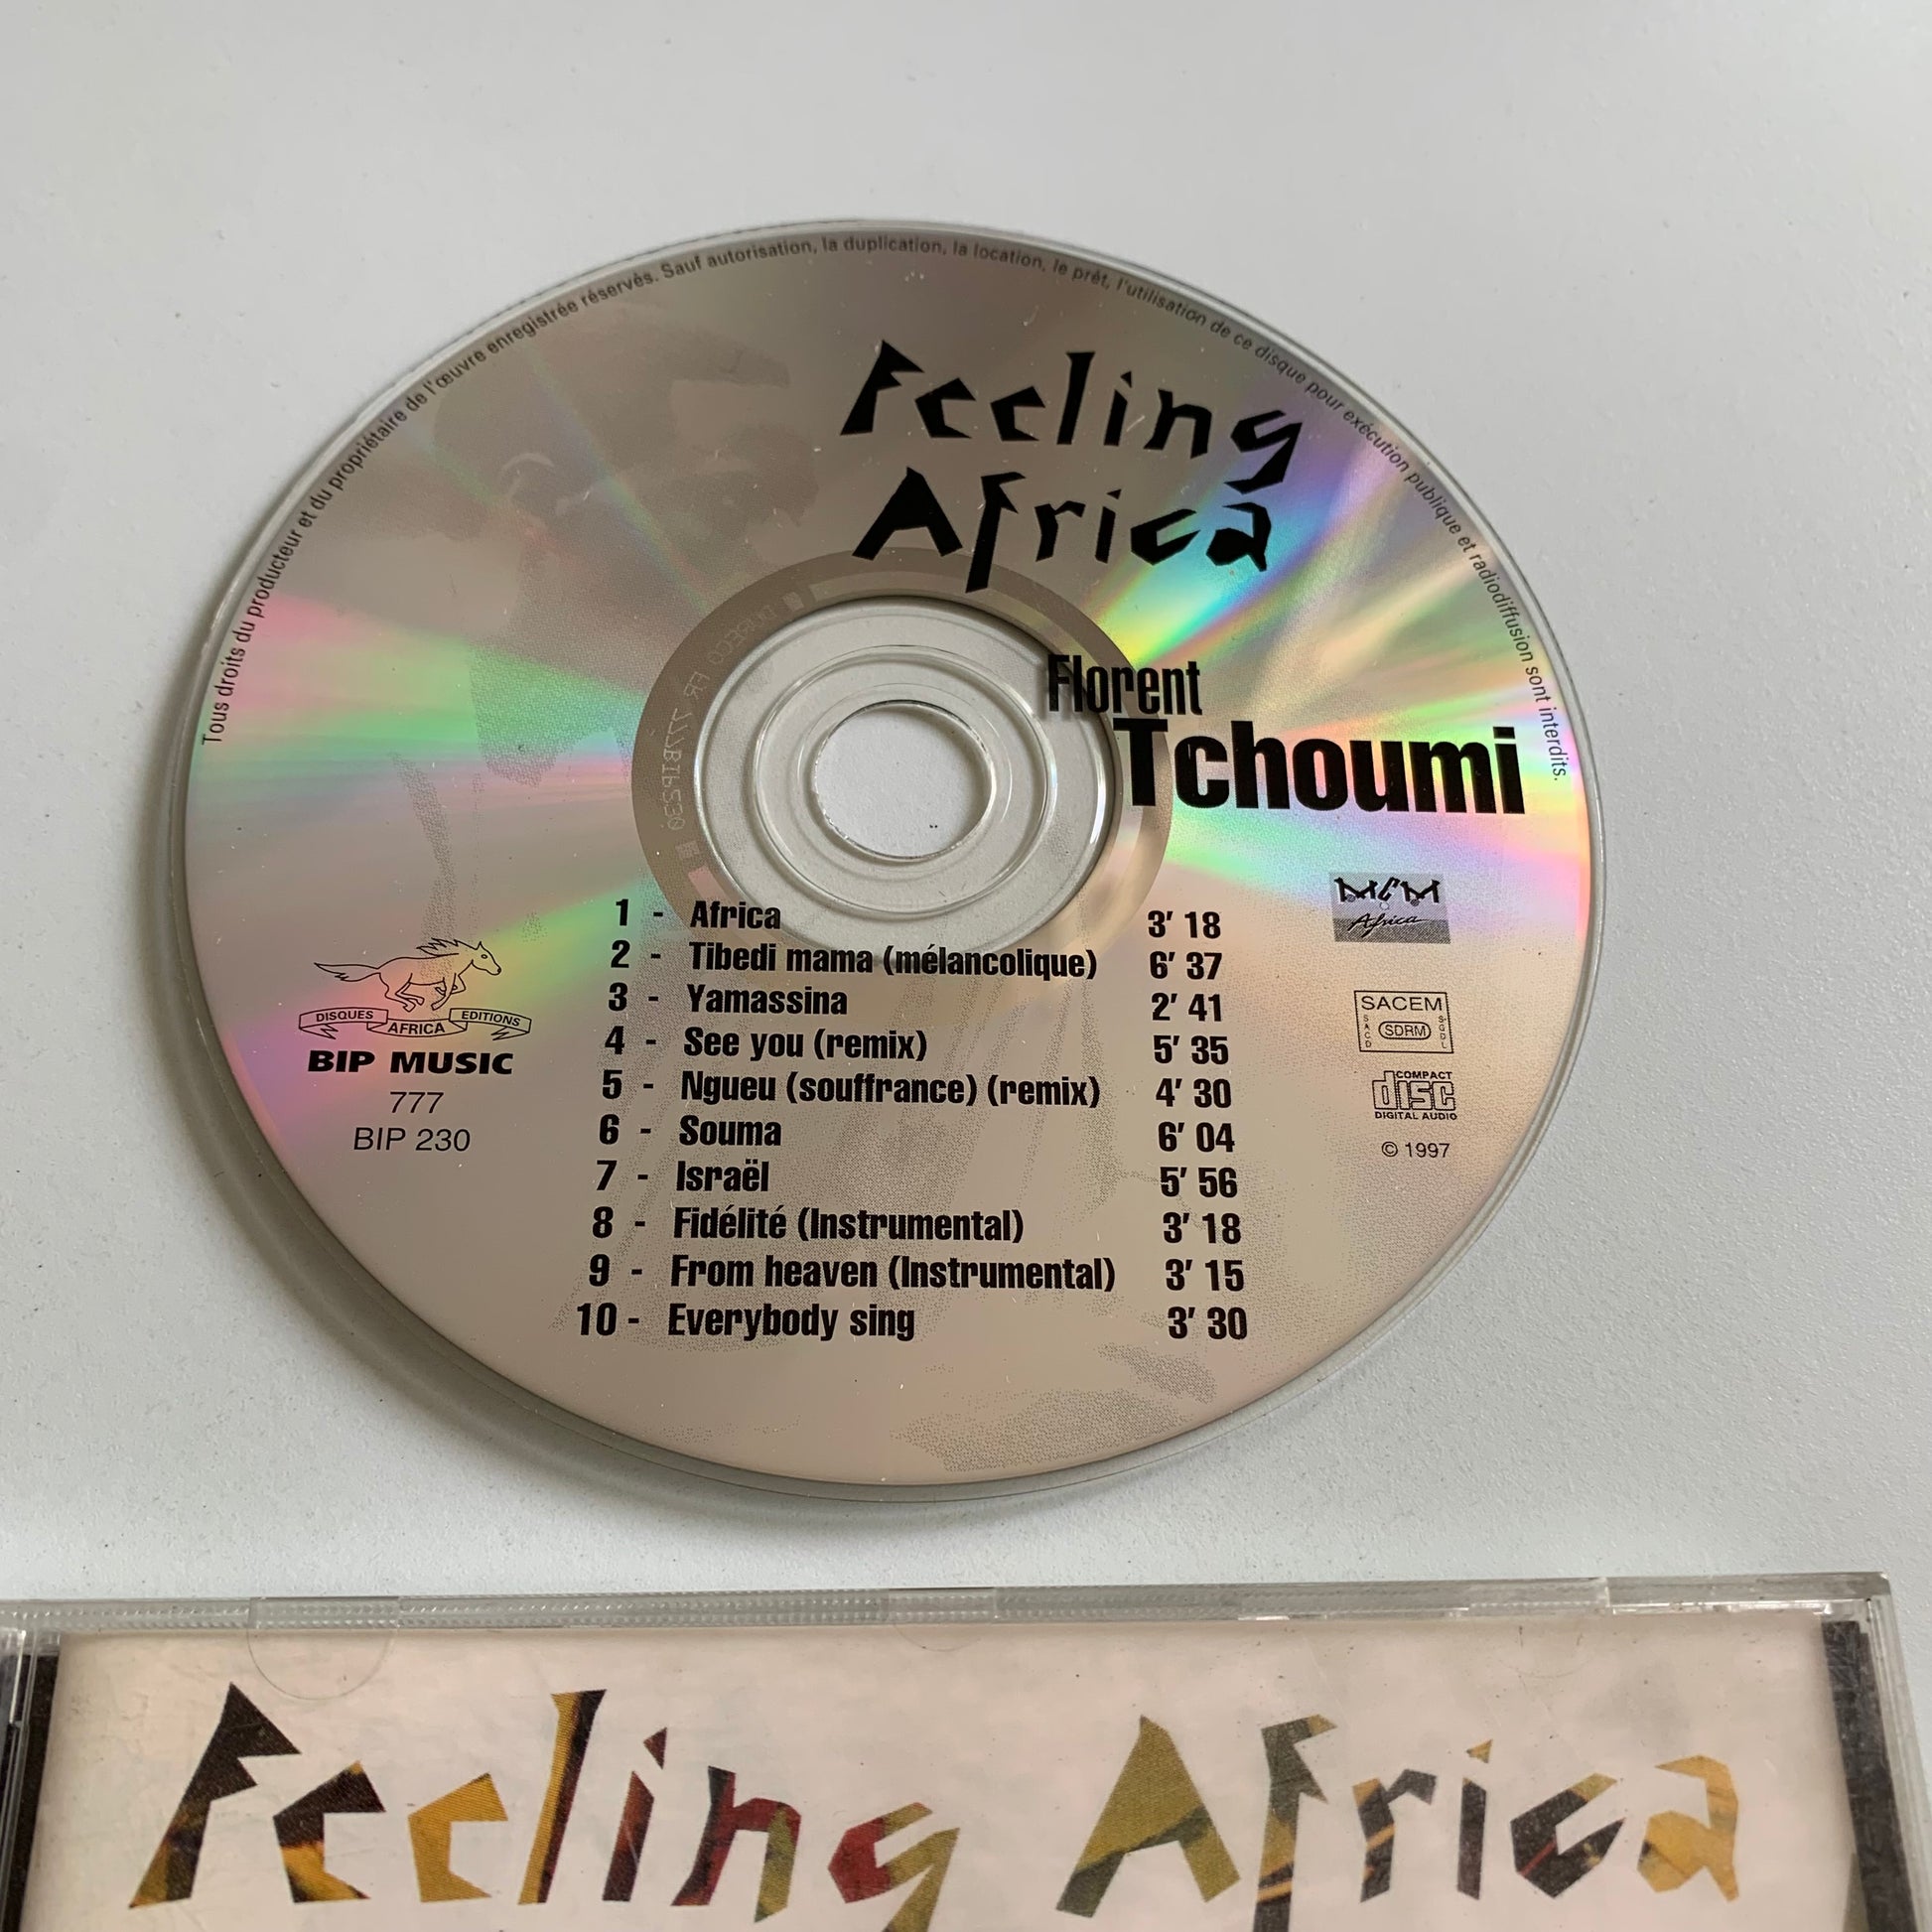 Tous droits du producteur et du propriétaire de l'œuvre enregistrée réservés. Sauf autorisation, la duplication, la location, le prêt, l'utilisation de ce disque pour exécution publique et radiodiffusion sont interdits.
Feeling
Africa
Florent
Tchoumi
1 - Africa 3' 18
2 - Tibedi mama (mélancolique) 6' 37
3 - Yamassina 2' 41
4 - See you (remix) 5' 35
5 - Ngueu (souffrance) (remix) 4' 30
6 - Souma 6' 04
7 - Israël 5' 56
8 - Fidélité (Instrumental) 3' 18
9 - From heaven (Instrumental) 3' 15
10 - Everybody sing 3' 30
DISQUES AFRICA EDITIONS
BIP MUSIC
777
BIP 230
MCM
Africa
SACEM
SACD SDRM SGDL
COMPACT
disc
DIGITAL AUDIO
© 1997
FR 777BIP230
Feeling Africa